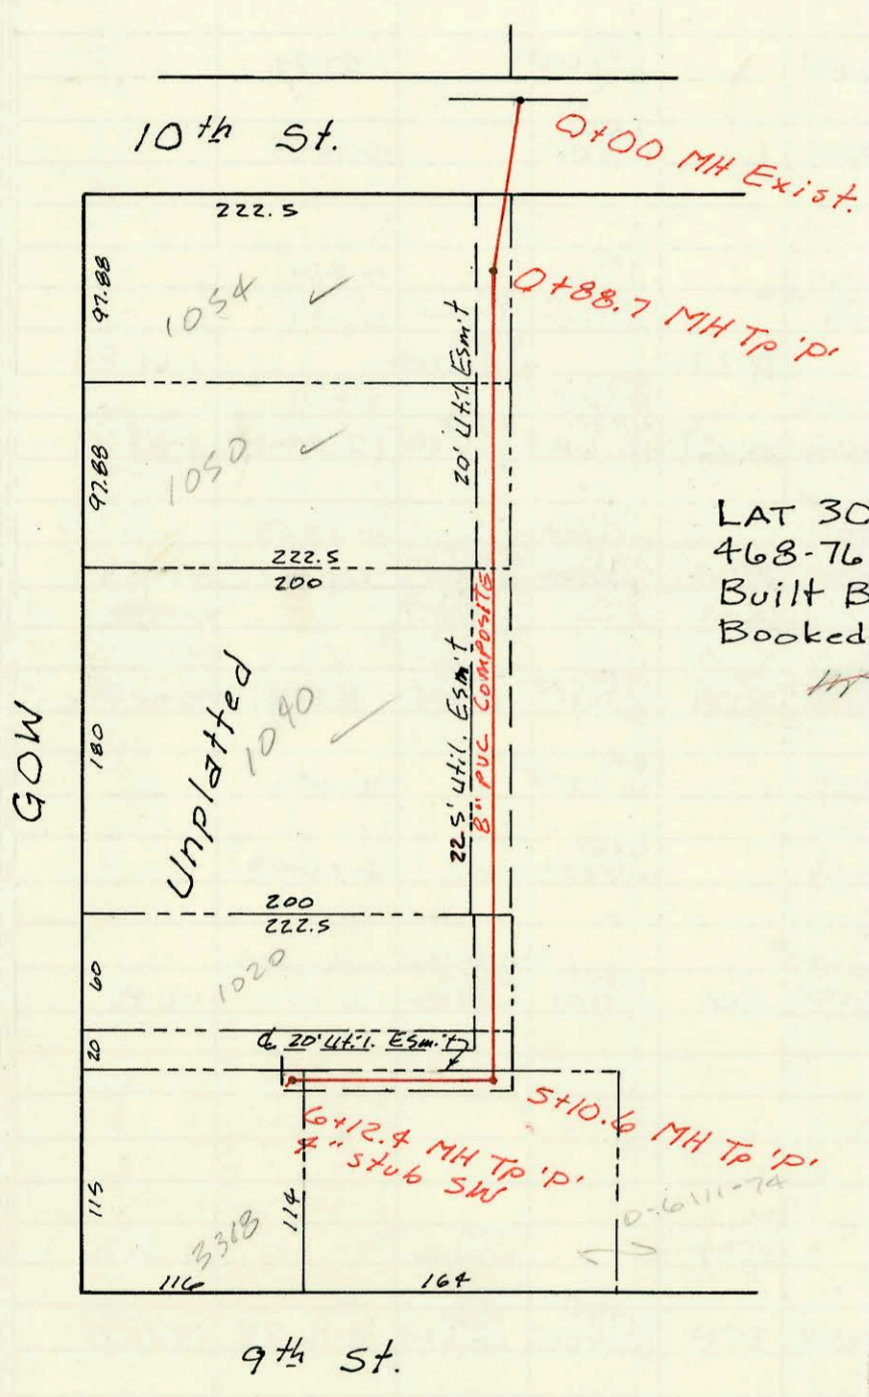 10th St.
0+00 MH Exist.
222.5
97.88
1054
0+88.7 MH Tp 'P'
20' Util. Esm't
97.88
1050
222.5
200
LAT 30
468-76
Built B
Booked
GOW
180
Unplatted
1040
22.5' Util. Esm't
8" PVC Composite
200
222.5
60
1020
20
20' Util. Esm't
5+10.6 MH Tp 'P'
6+12.4 MH Tp 'P'
4" Stub SW
0-6111-74
115
3318
114
116
164
9th St.